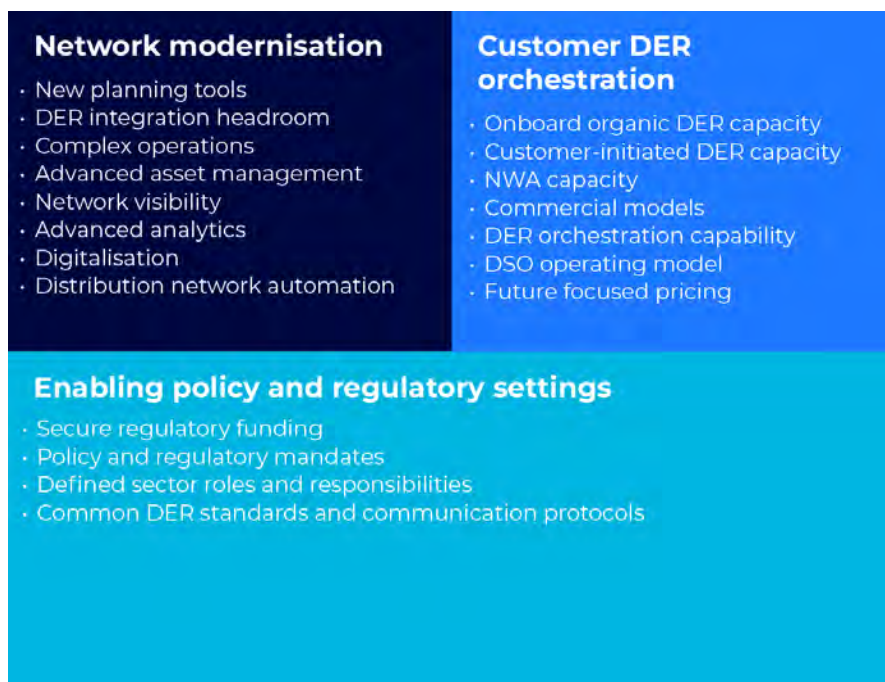 Network modernisation
· New planning tools
· DER integration headroom
· Complex operations
· Advanced asset management
· Network visibility
· Advanced analytics
· Digitalisation
· Distribution network automation
Customer DER
orchestration
· Onboard organic DER capacity
· Customer-initiated DER capacity
· NWA capacity
· Commercial models
· DER orchestration capability
· DSO operating model
· Future focused pricing
Enabling policy and regulatory settings
· Secure regulatory funding
· Policy and regulatory mandates
· Defined sector roles and responsibilities
· Common DER standards and communication protocols